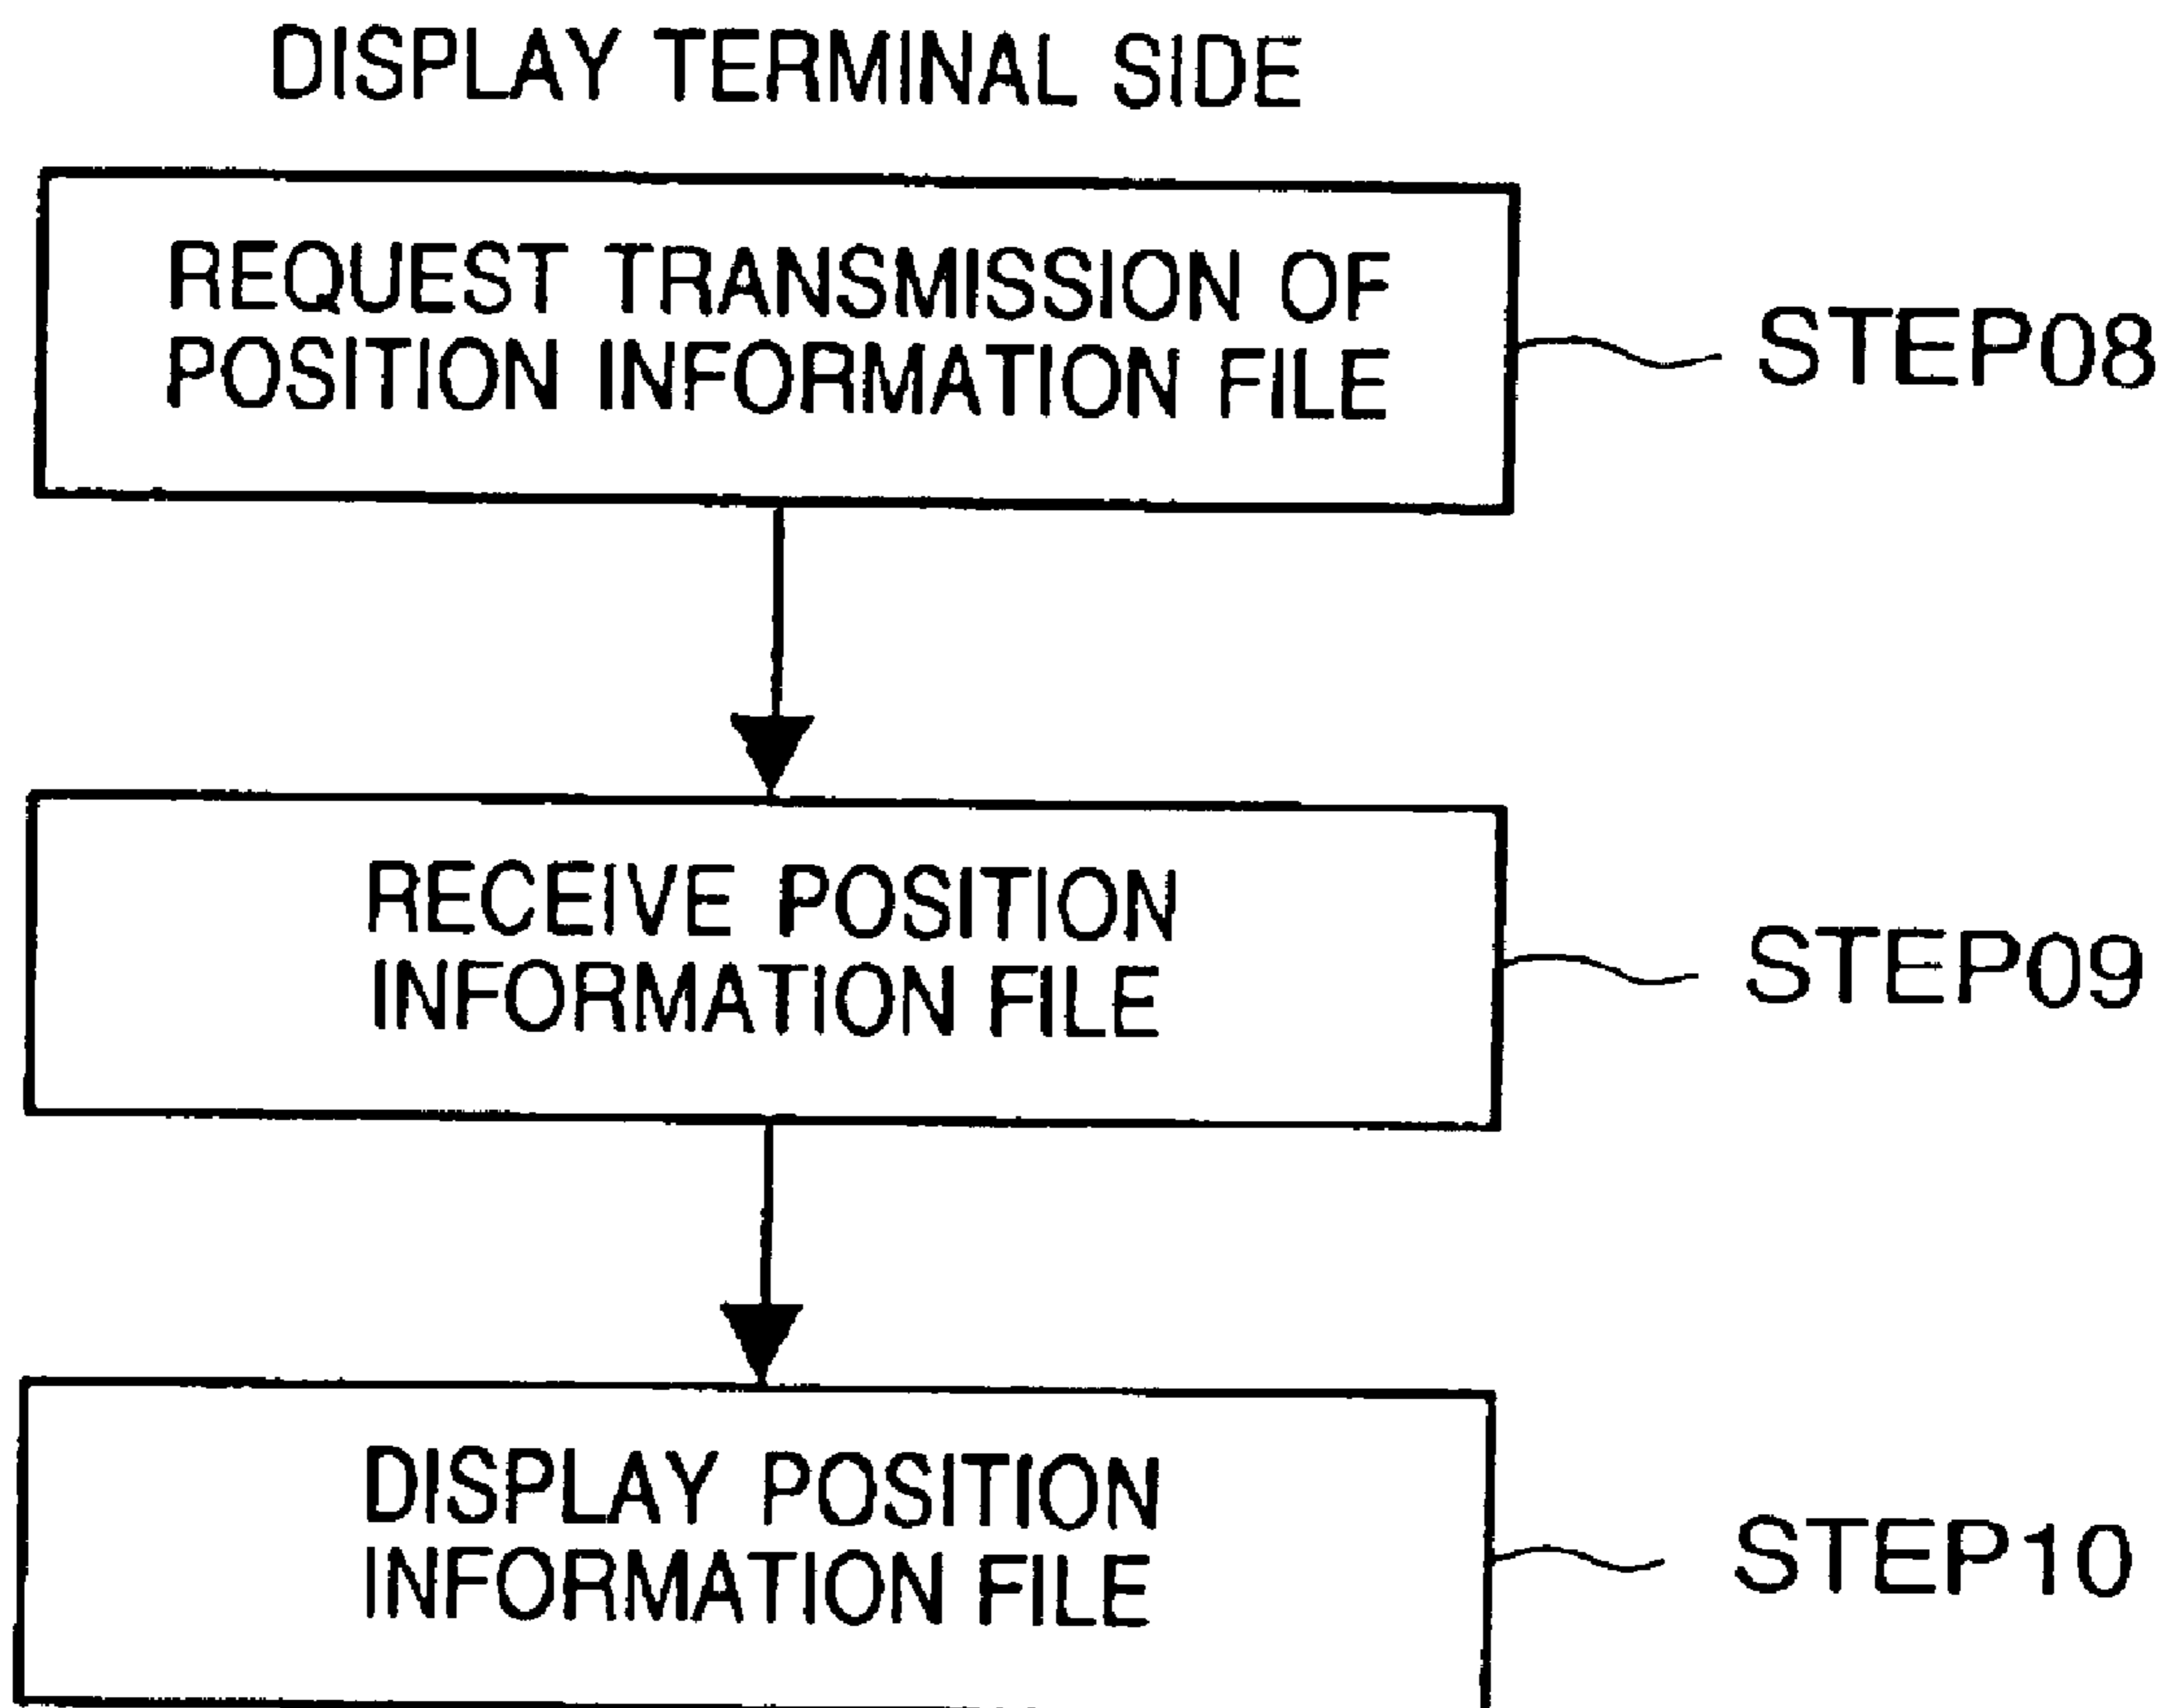 DISPLAY TERMINAL SIDE
REQUEST TRANSMISSION OF
POSITION INFORMATION FILE
STEP08
RECEIVE POSITION
INFORMATION FILE
STEP09
DISPLAY POSITION
INFORMATION FILE
STEP10